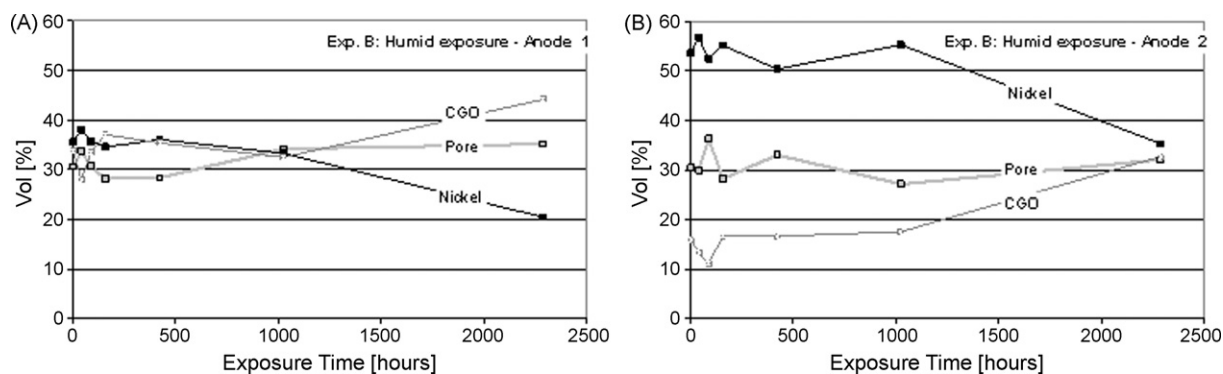 (A)
60
50
40
30
20
10
0
Vol [%]
Exp. B: Humid exposure - Anode 1
CGO
Pore
Nickel
0 500 1000 1500 2000 2500
Exposure Time [hours]
(B)
60
50
40
30
20
10
0
Vol [%]
Exp. B: Humid exposure - Anode 2
Nickel
Pore
CGO
0 500 1000 1500 2000 2500
Exposure Time [hours]